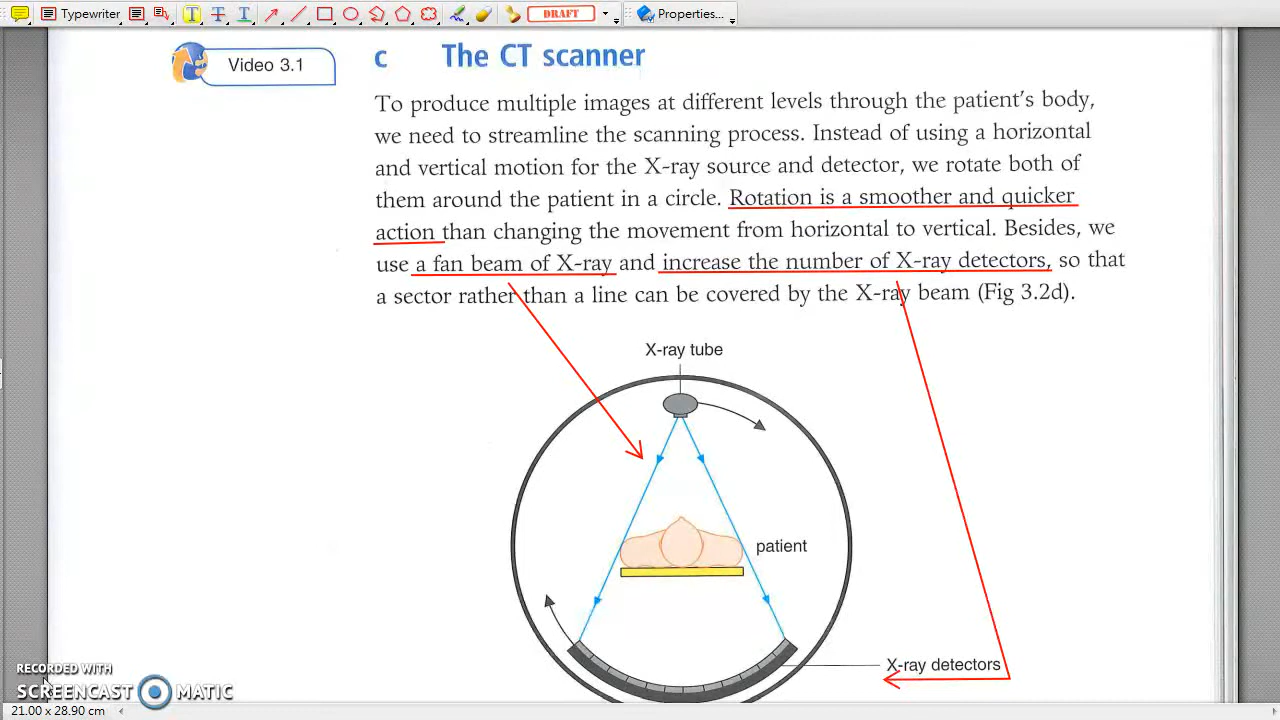 Typewriter
DRAFT
Properties...
Video 3.1
c The CT scanner
To produce multiple images at different levels through the patient's body,
we need to streamline the scanning process. Instead of using a horizontal
and vertical motion for the X-ray source and detector, we rotate both of
them around the patient in a circle. Rotation is a smoother and quicker
action than changing the movement from horizontal to vertical. Besides, we
use a fan beam of X-ray and increase the number of X-ray detectors, so that
a sector rather than a line can be covered by the X-ray beam (Fig 3.2d).
X-ray tube
patient
X-ray detectors
RECORDED WITH
SCREENCAST MATIC
21.00 x 28.90 cm